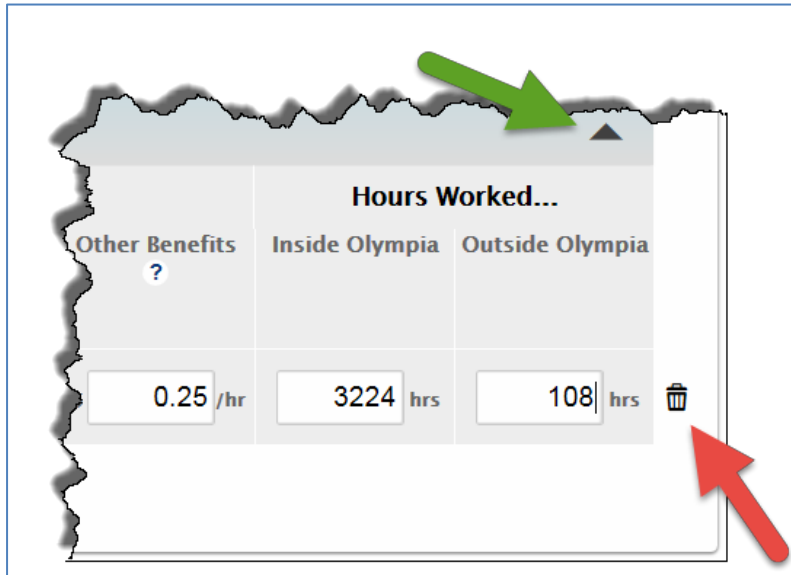 Hours Worked...
Other Benefits Inside Olympia Outside Olympia
?
0.25 /hr 3224 hrs 108 hrs